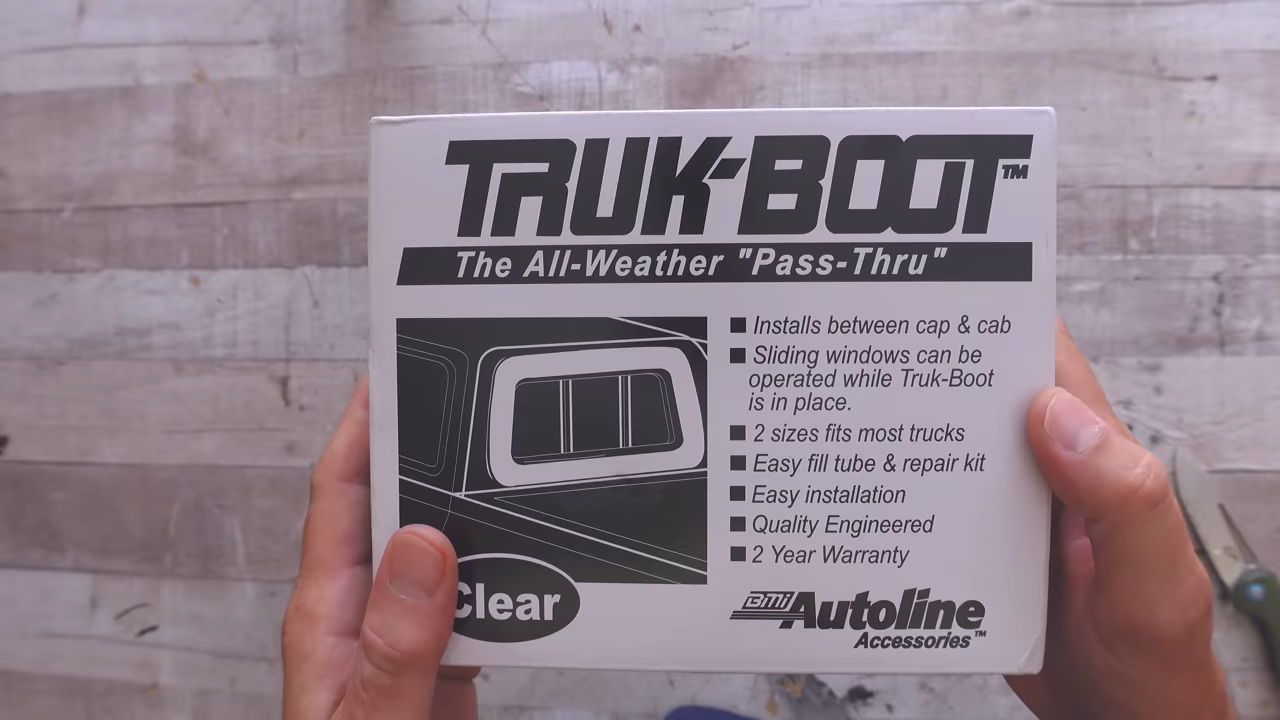 TRUK-BOOT™
The All-Weather "Pass-Thru"
■ Installs between cap & cab
■ Sliding windows can be
operated while Truk-Boot
is in place.
■ 2 sizes fits most trucks
■ Easy fill tube & repair kit
■ Easy installation
■ Quality Engineered
■ 2 Year Warranty
Clear
BMI Autoline
Accessories™